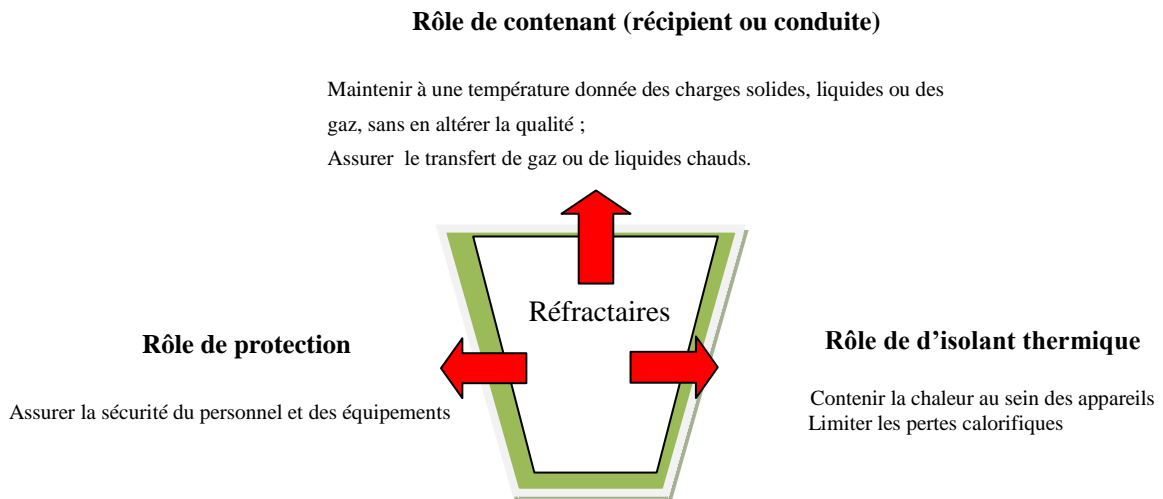 Rôle de contenant (récipient ou conduite)
Maintenir à une température donnée des charges solides, liquides ou des
gaz, sans en altérer la qualité ;
Assurer le transfert de gaz ou de liquides chauds.
Réfractaires
Rôle de protection
Assurer la sécurité du personnel et des équipements
Rôle de d'isolant thermique
Contenir la chaleur au sein des appareils
Limiter les pertes calorifiques